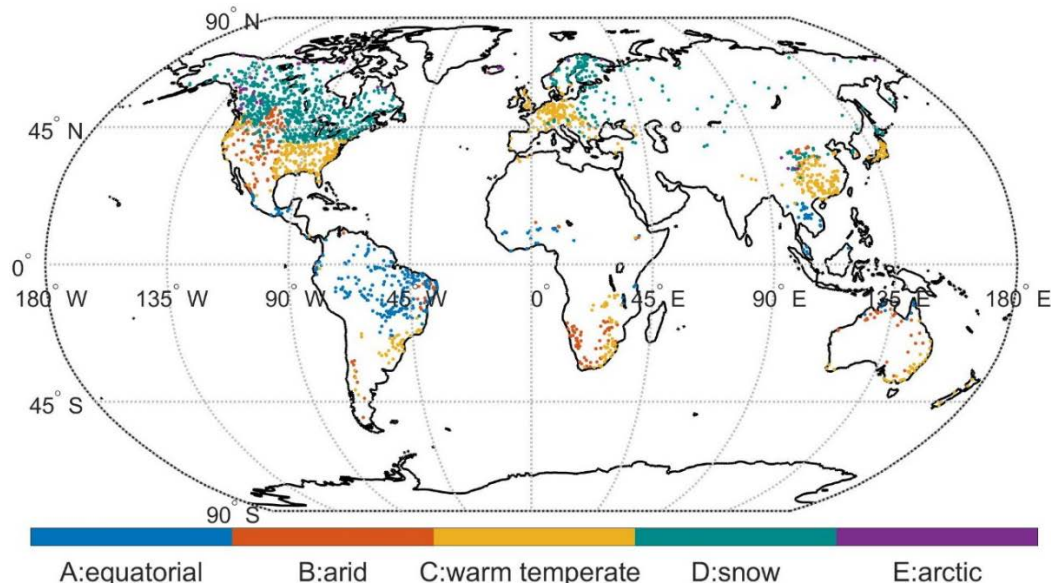 90° N
45° N
0°
180° W 135° W 90° W 45° W 0° 45° E 90° E 135° E 180° E
45° S
90° S
A:equatorial B:arid C:warm temperate D:snow E:arctic